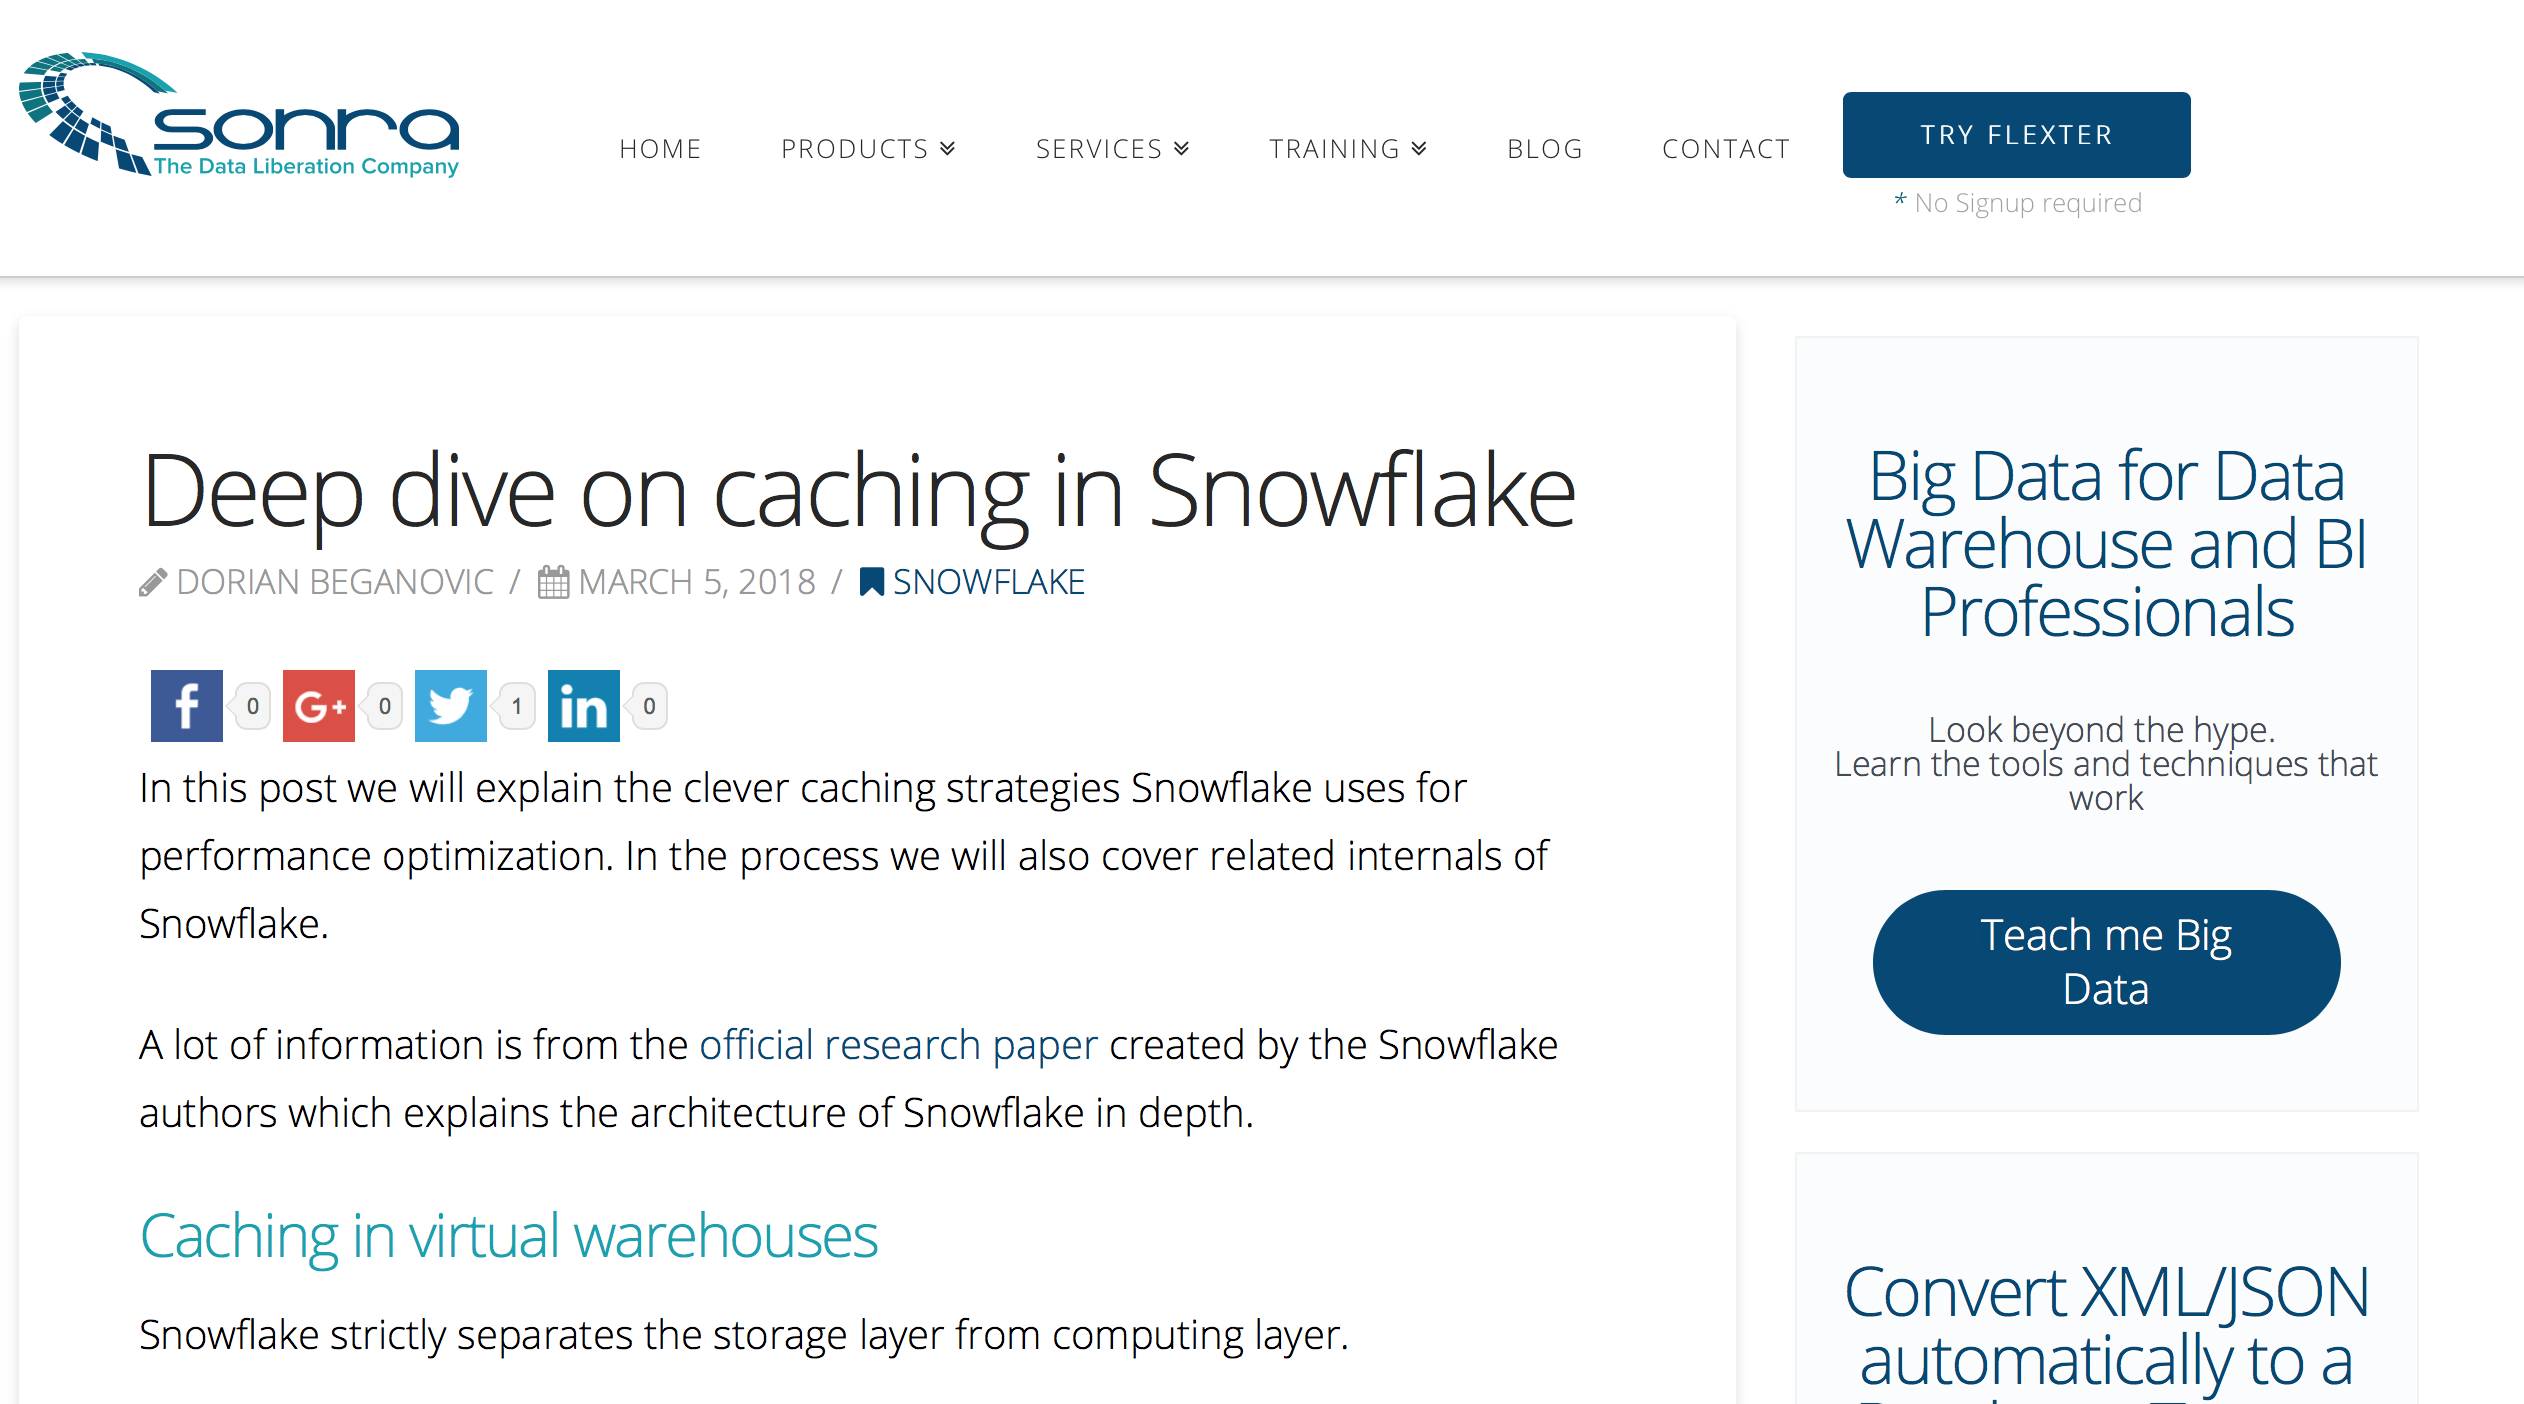 sonra
The Data Liberation Company
HOME PRODUCTS SERVICES TRAINING BLOG CONTACT
TRY FLEXTER
* No Signup required
Deep dive on caching in Snowflake
DORIAN BEGANOVIC / MARCH 5, 2018 / SNOWFLAKE
f 0 G+ 0 1 in 0
In this post we will explain the clever caching strategies Snowflake uses for
performance optimization. In the process we will also cover related internals of
Snowflake.
A lot of information is from the official research paper created by the Snowflake
authors which explains the architecture of Snowflake in depth.
Caching in virtual warehouses
Snowflake strictly separates the storage layer from computing layer.
Big Data for Data
Warehouse and BI
Professionals
Look beyond the hype.
Learn the tools and techniques that
work
Teach me Big
Data
Convert XML/JSON
automatically to a